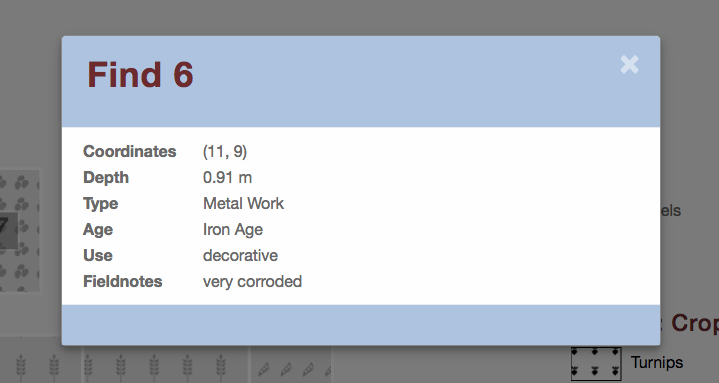 Find 6
×
Coordinates (11, 9)
Depth 0.91 m
Type Metal Work
Age Iron Age
Use decorative
Fieldnotes very corroded
7
els
: Crop
Turnips